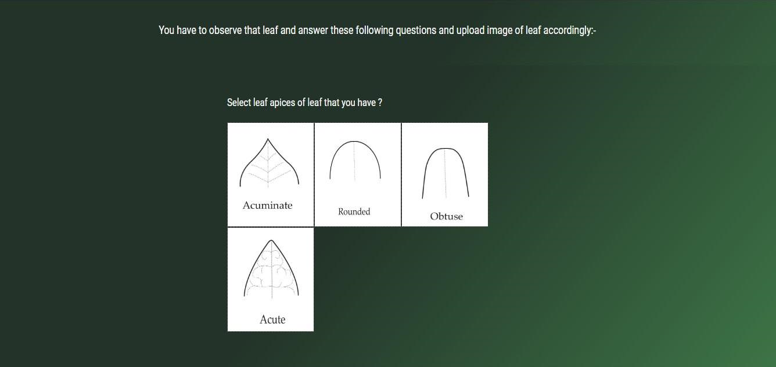 You have to observe that leaf and answer these following questions and upload image of leaf accordingly:-
Select leaf apices of leaf that you have ?
Acuminate
Rounded
Obtuse
Acute